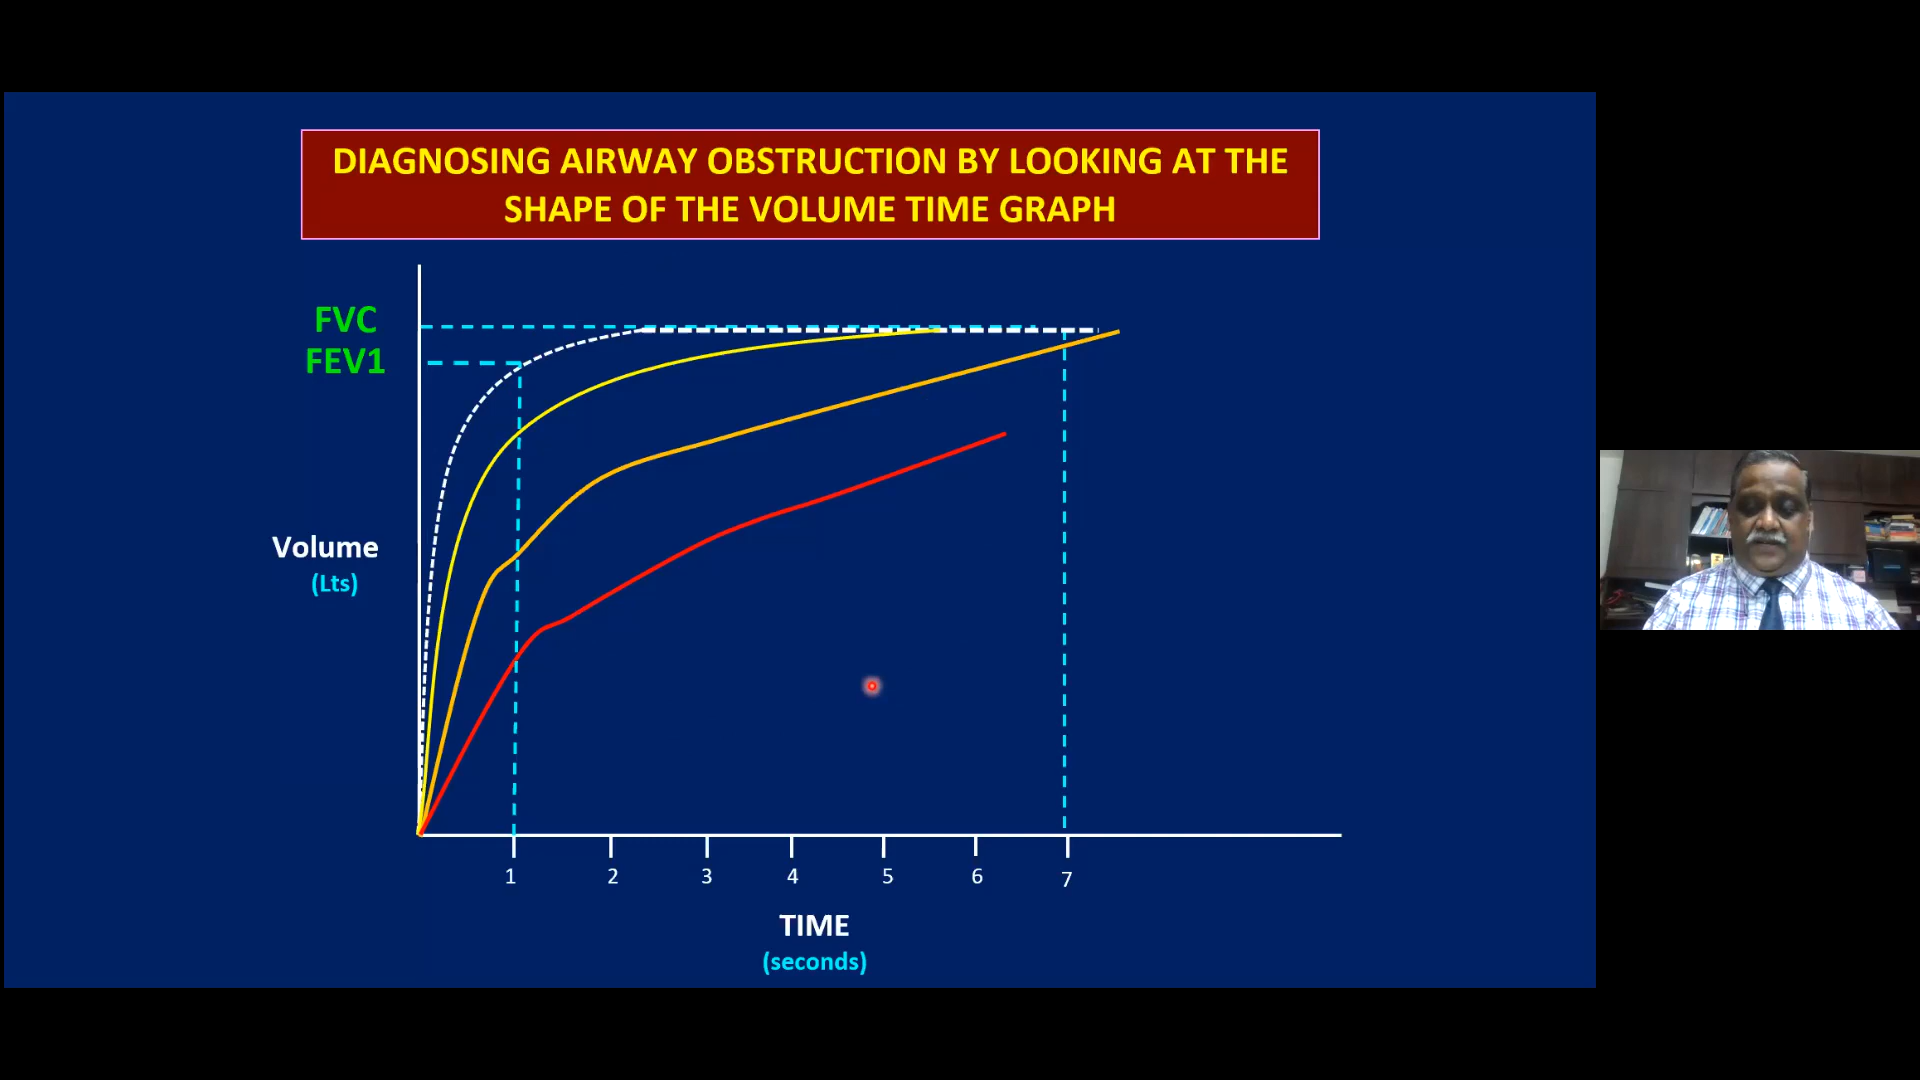 DIAGNOSING AIRWAY OBSTRUCTION BY LOOKING AT THE
SHAPE OF THE VOLUME TIME GRAPH
FVC
FEV1
Volume
(Lts)
1 2 3 4 5 6 7
TIME
(seconds)